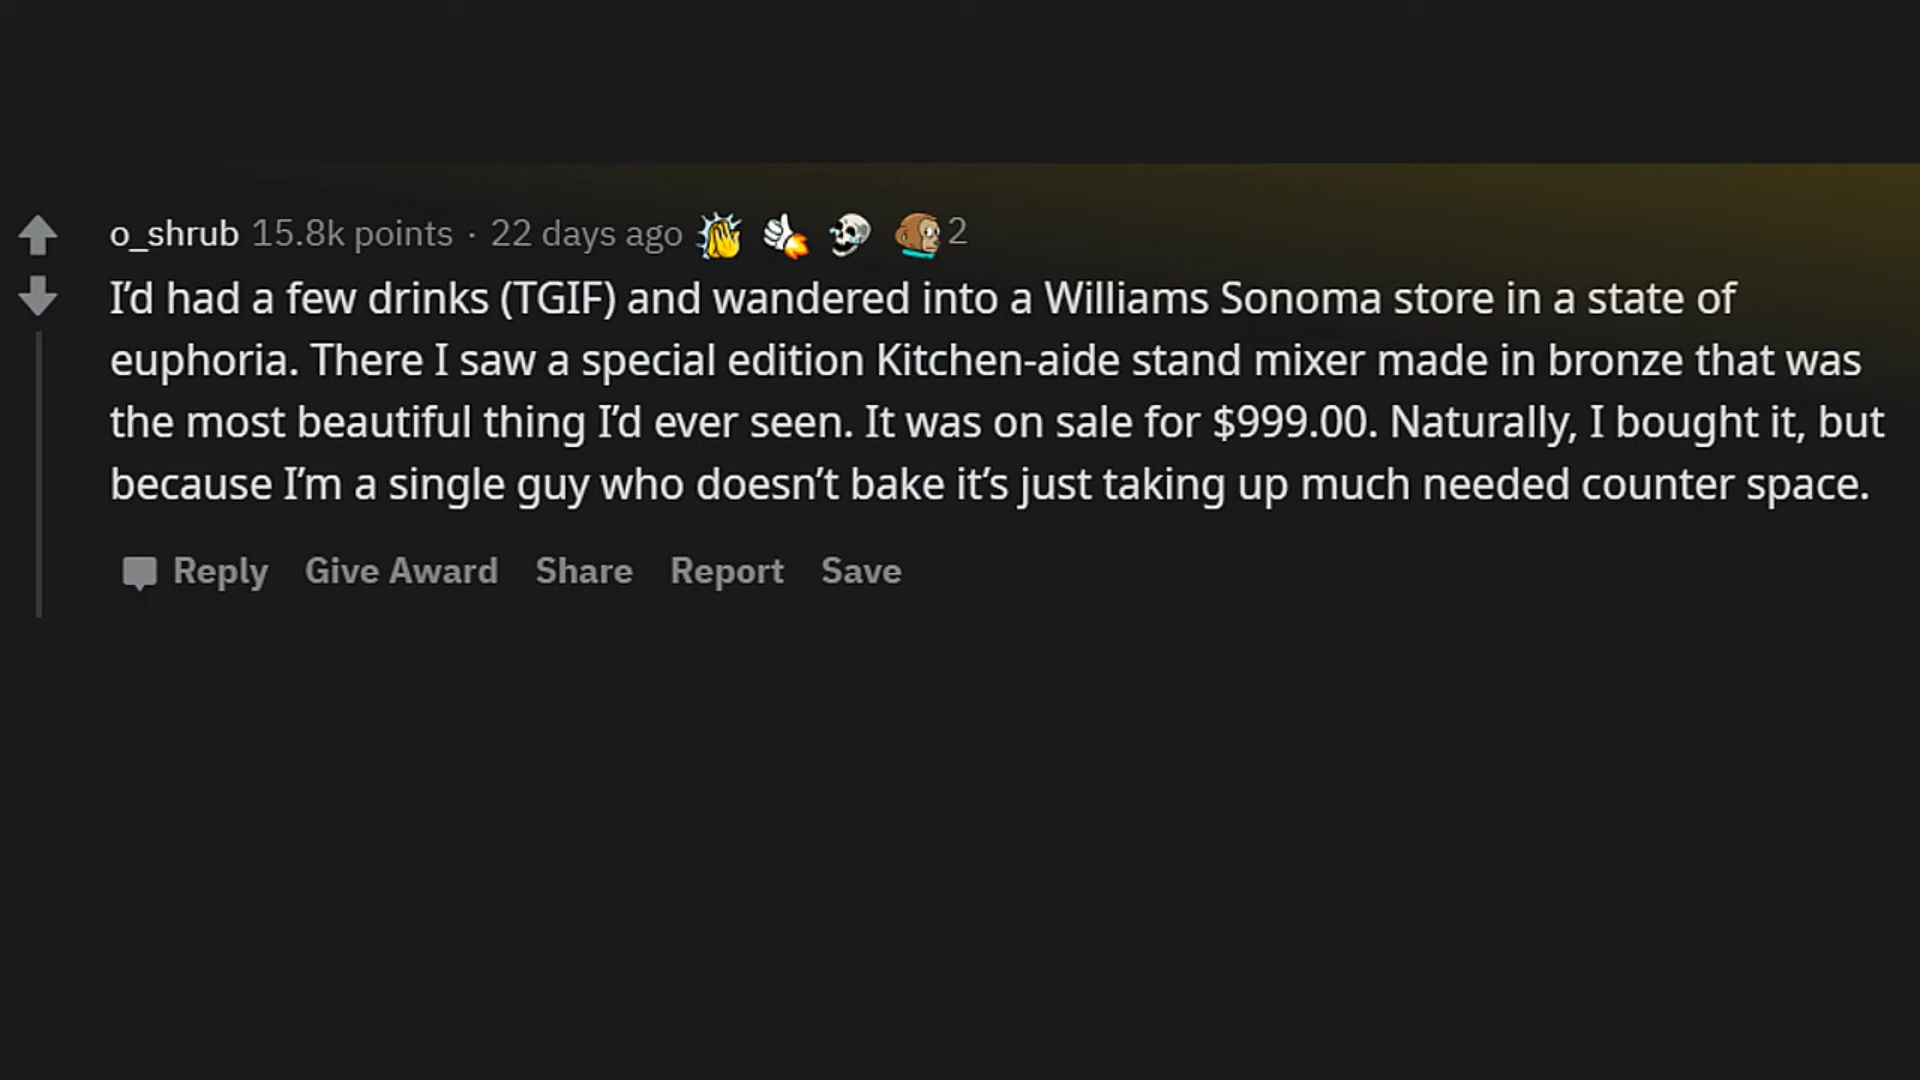 o_shrub 15.8k points · 22 days ago 2
I’d had a few drinks (TGIF) and wandered into a Williams Sonoma store in a state of
euphoria. There I saw a special edition Kitchen-aide stand mixer made in bronze that was
the most beautiful thing I’d ever seen. It was on sale for $999.00. Naturally, I bought it, but
because I’m a single guy who doesn’t bake it’s just taking up much needed counter space.
Reply Give Award Share Report Save